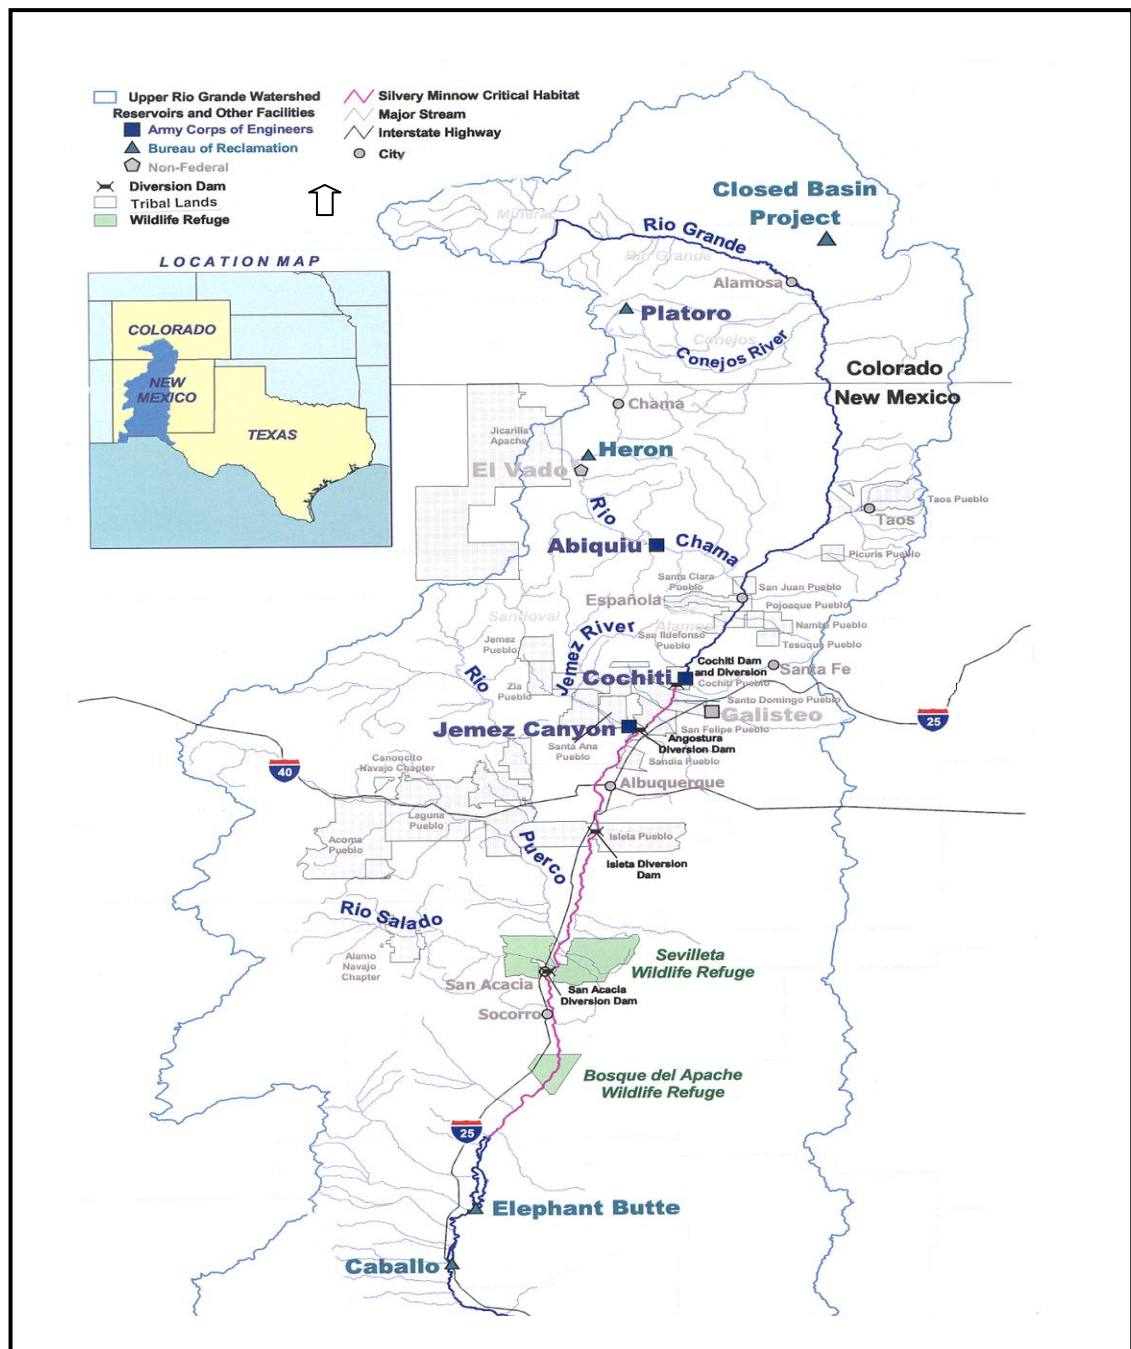 Upper Rio Grande Watershed
Reservoirs and Other Facilities
Army Corps of Engineers
Bureau of Reclamation
Non-Federal
Diversion Dam
Tribal Lands
Wildlife Refuge
Silvery Minnow Critical Habitat
Major Stream
Interstate Highway
City
LOCATION MAP
COLORADO
NEW
MEXICO
TEXAS
Mineral
Closed Basin
Project
Rio Grande
Rio Grande
Alamosa
Platoro
Conejos
Conejos River
Colorado
New Mexico
Chama
Jicarilla
Apache
Heron
El Vado
Rio
Chama
Taos Pueblo
Taos
Abiquiu
Picuris Pueblo
Santa Clara
Pueblo
San Juan Pueblo
Española
Pojoaque Pueblo
Los
Alamos
Nambe Pueblo
Sandoval
San Ildefonso
Pueblo
Tesuque Pueblo
Jemez
Pueblo
Jemez River
Cochiti Dam
and Diversion
Santa Fe
Rio
Cochiti
Cochiti Pueblo
Zia
Pueblo
Santo Domingo Pueblo
Galisteo
25
Jemez Canyon
San Felipe Pueblo
Angostura
Diversion Dam
Santa Ana
Pueblo
Sandia Pueblo
Canoncito
Navajo Chapter
40
Albuquerque
Laguna
Pueblo
Acoma
Pueblo
Isleta Pueblo
Puerco
Isleta Diversion
Dam
Rio Salado
Alamo
Navajo
Chapter
Sevilleta
Wildlife Refuge
San Acacia
San Acacia
Diversion Dam
Socorro
Bosque del Apache
Wildlife Refuge
25
Elephant Butte
Caballo